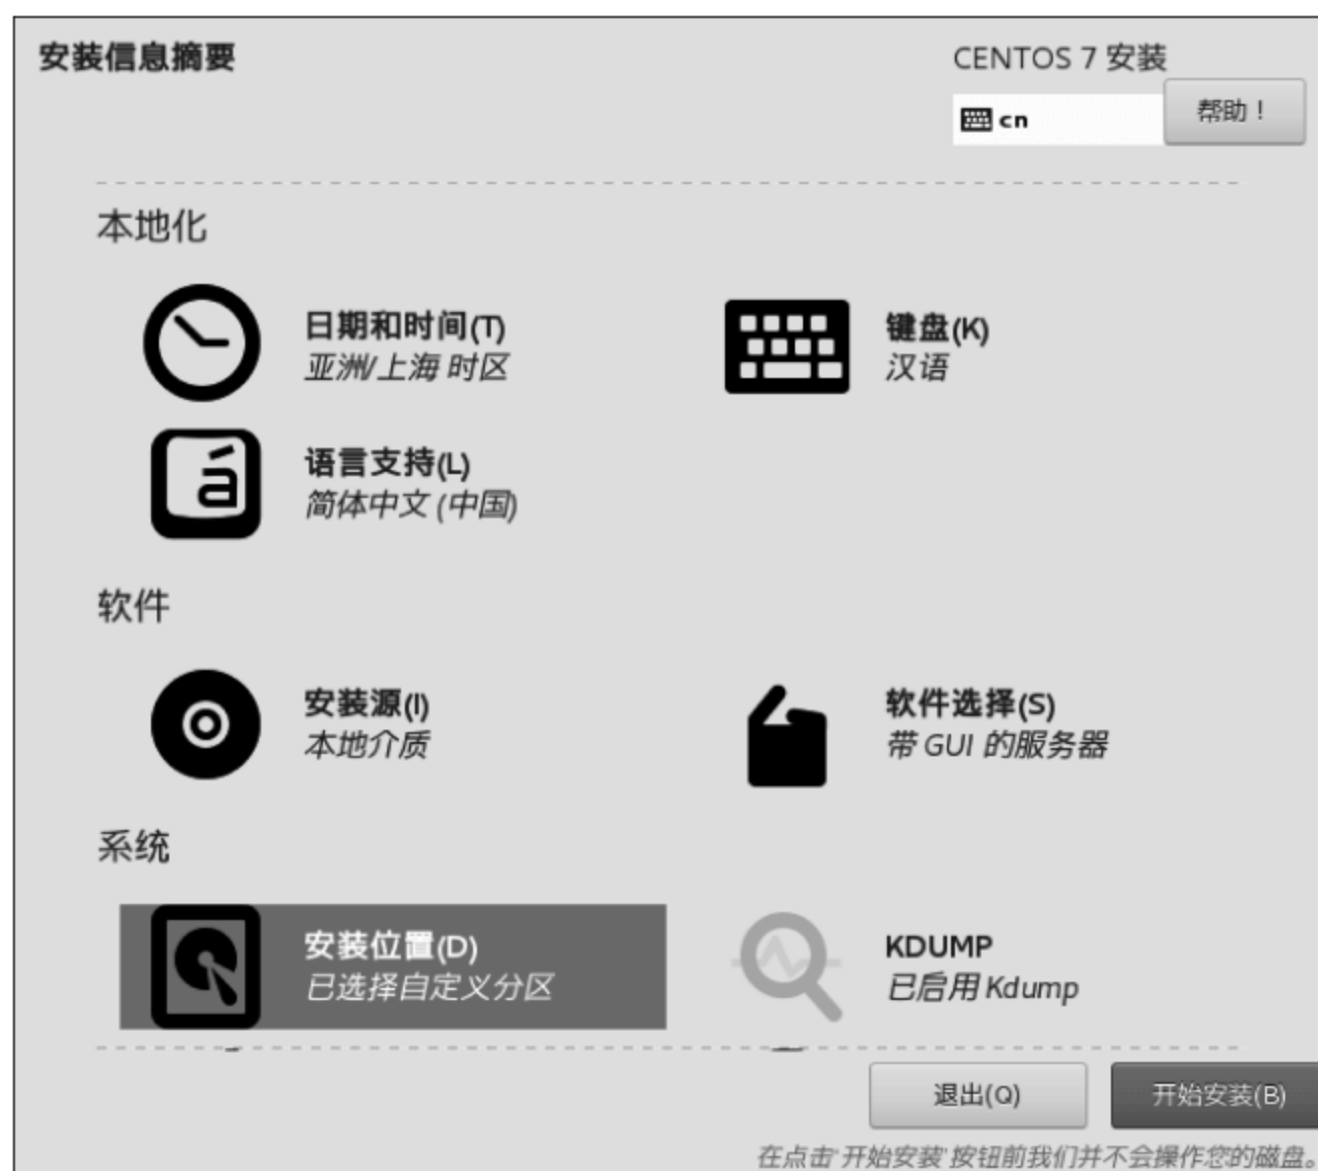 安装信息摘要
CENTOS 7 安装
cn
帮助！
本地化
日期和时间(T)
亚洲/上海 时区
键盘(K)
汉语
语言支持(L)
简体中文 (中国)
软件
安装源(I)
本地介质
软件选择(S)
带 GUI 的服务器
系统
安装位置(D)
已选择自定义分区
KDUMP
已启用 Kdump
退出(Q)
开始安装(B)
在点击'开始安装'按钮前我们并不会操作您的磁盘。